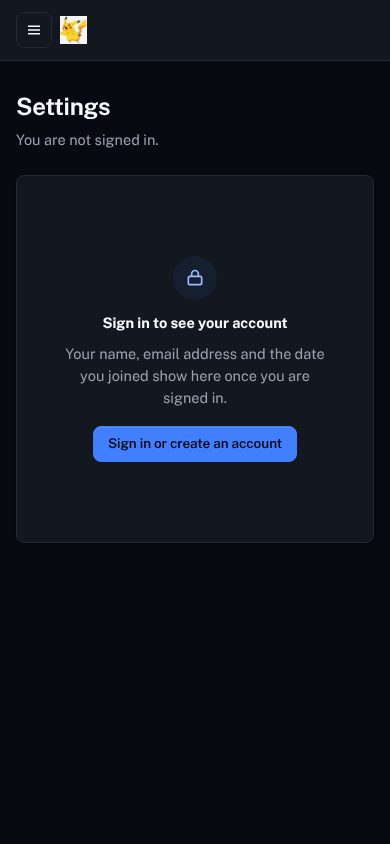 Settings
You are not signed in.
Sign in to see your account
Your name, email address and the date
you joined show here once you are
signed in.
Sign in or create an account